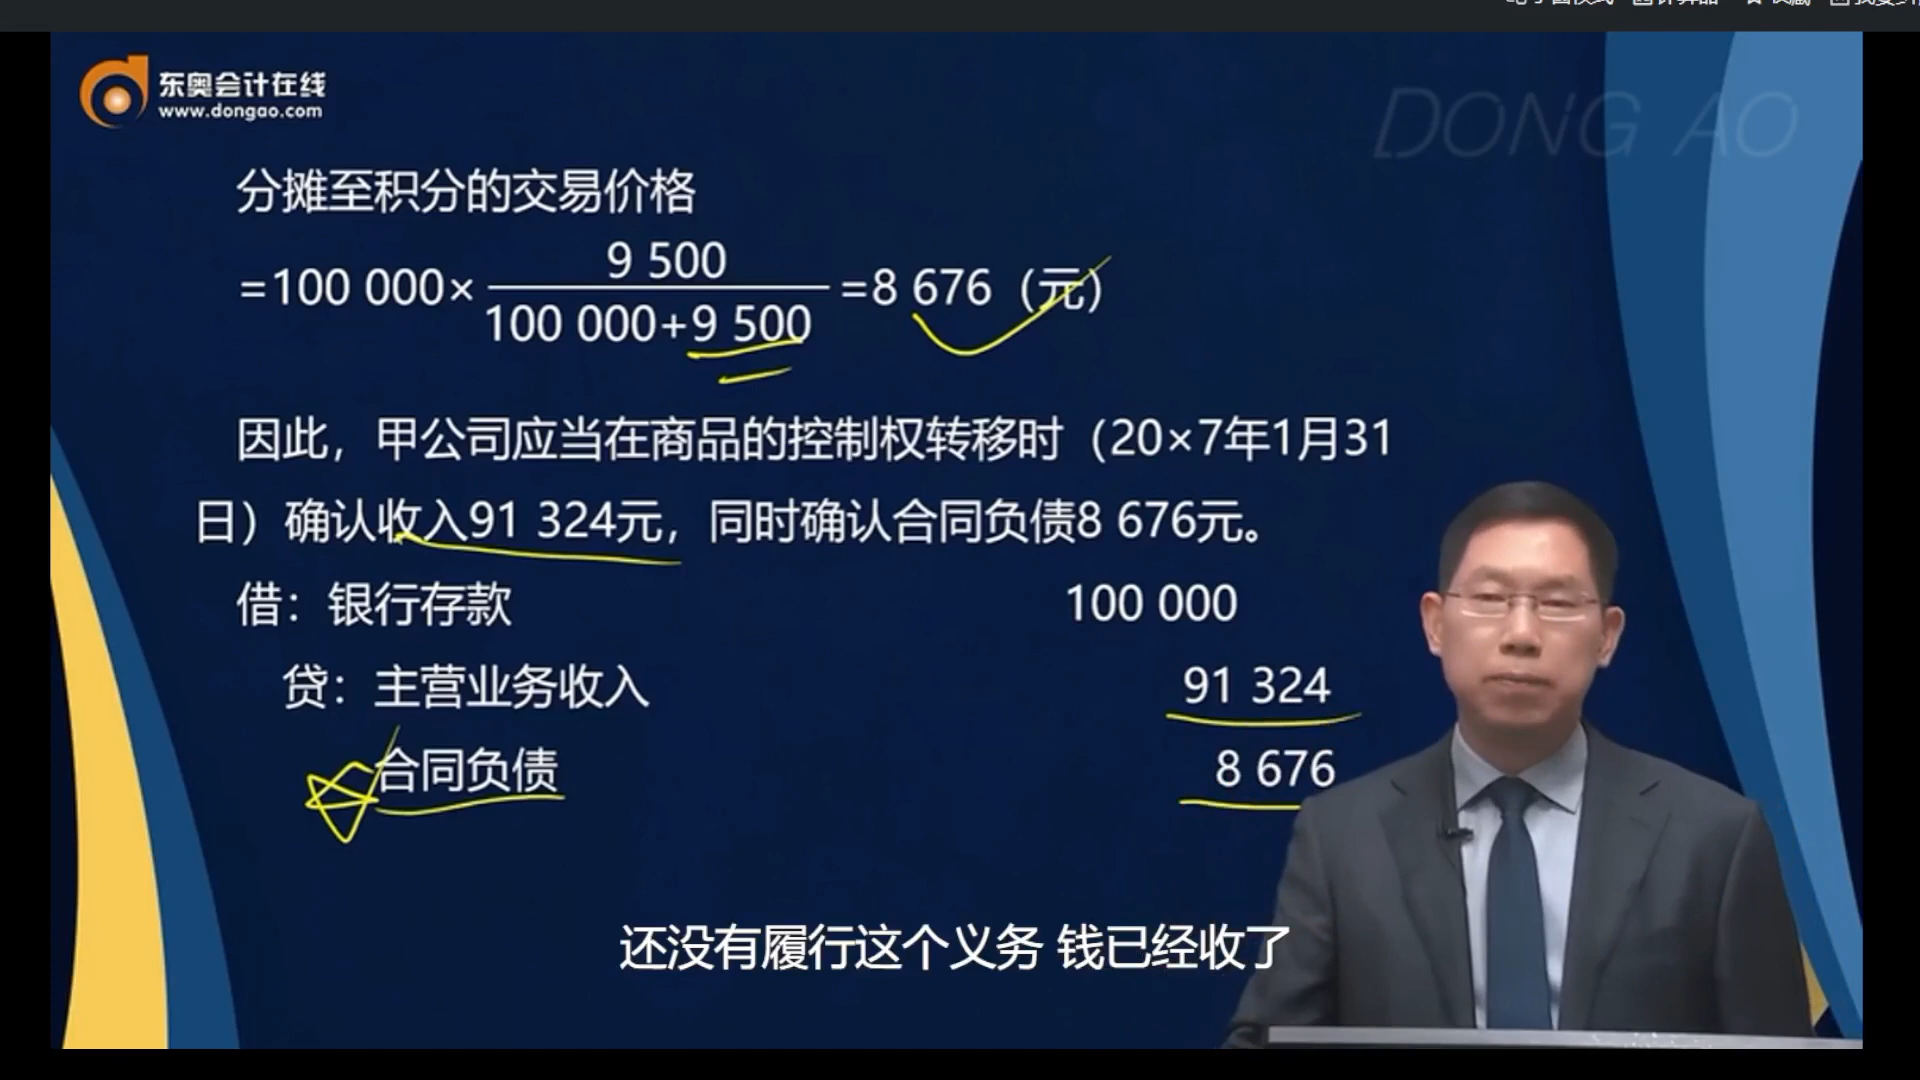 东奥会计在线
www.dongao.com
DONG AO
分摊至积分的交易价格
9 500
=100 000×
=8 676（元）
100 000+9 500
因此，甲公司应当在商品的控制权转移时（20×7年1月31
日）确认收入91 324元，同时确认合同负债8 676元。
借：银行存款 100 000
贷：主营业务收入 91 324
合同负债 8 676
还没有履行这个义务 钱已经收了